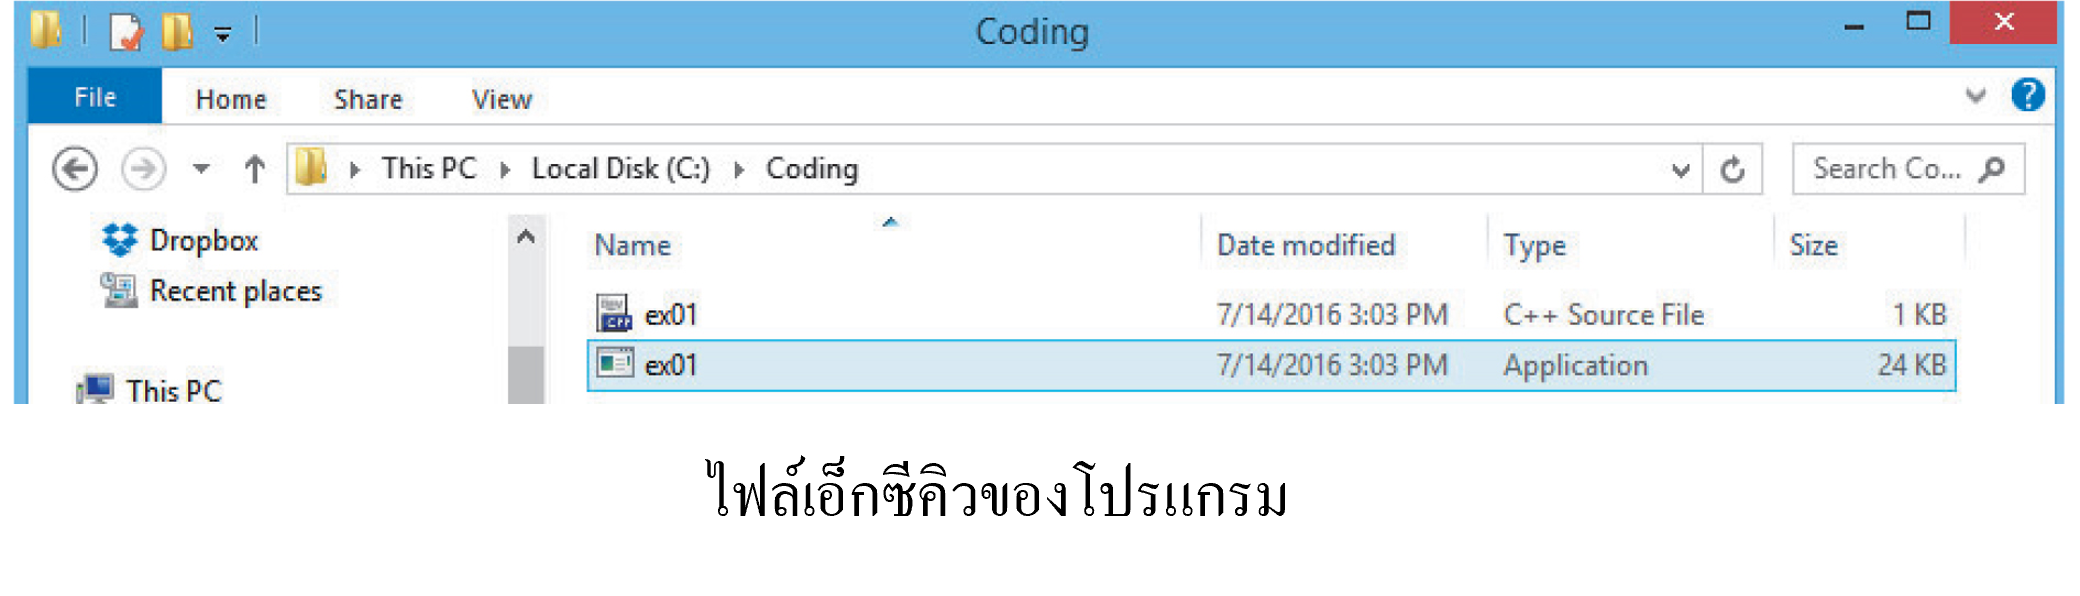 Coding
File Home Share View
This PC Local Disk (C:) Coding Search Co...
Dropbox
Recent places
This PC
Name Date modified Type Size
ex01 7/14/2016 3:03 PM C++ Source File 1 KB
ex01 7/14/2016 3:03 PM Application 24 KB
ไฟล์เอ็กซีคิวของโปรแกรม